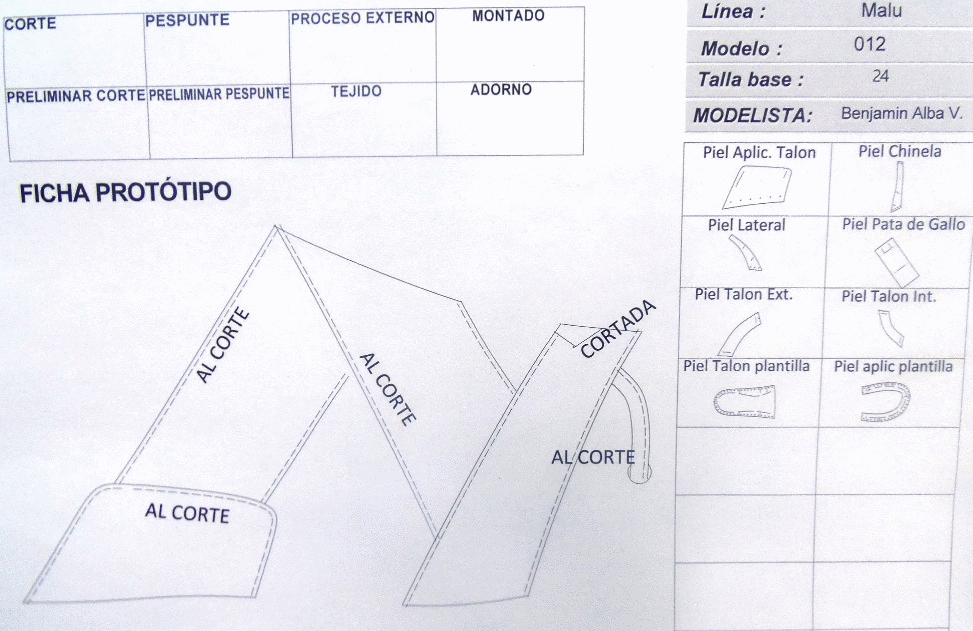 CORTE PESPUNTE PROCESO EXTERNO MONTADO
PRELIMINAR CORTE PRELIMINAR PESPUNTE TEJIDO ADORNO
Línea : Malu
Modelo : 012
Talla base : 24
MODELISTA: Benjamin Alba V.
FICHA PROTÓTIPO
AL CORTE
AL CORTE
CORTADA
AL CORTE
AL CORTE
Piel Aplic. Talon Piel Chinela
Piel Lateral Piel Pata de Gallo
Piel Talon Ext. Piel Talon Int.
Piel Talon plantilla Piel aplic plantilla